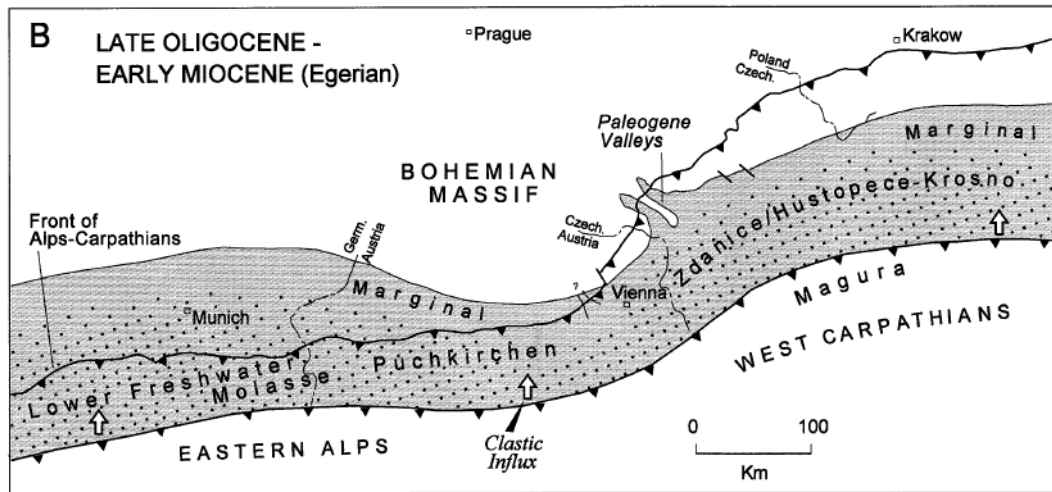 B
LATE OLIGOCENE -
EARLY MIOCENE (Egerian)
Prague
Krakow
Poland
Czech.
Paleogene
Valleys
Marginal
BOHEMIAN
MASSIF
Front of
Alps-Carpathians
Germ.
Austria
Czech.
Austria
Zdanice/Hustopece-Krosno
Marginal
?
Vienna
Munich
Magura
Puchkirchen
Lower Freshwater
Molasse
WEST CARPATHIANS
EASTERN ALPS
Clastic
Influx
0 100
Km